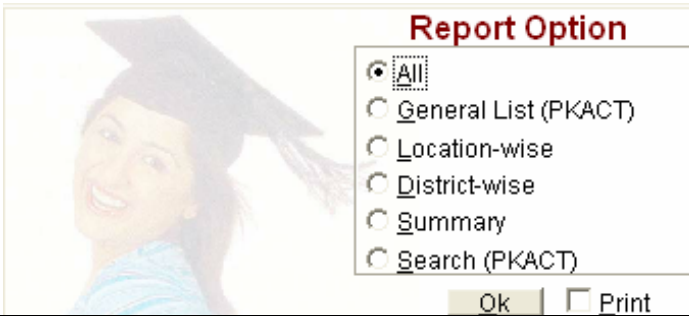 Report Option
All
General List (PKACT)
Location-wise
District-wise
Summary
Search (PKACT)
Ok Print